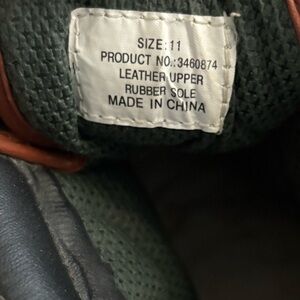 SIZE: 11
PRODUCT NO.:3460874
LEATHER UPPER
RUBBER SOLE
MADE IN CHINA